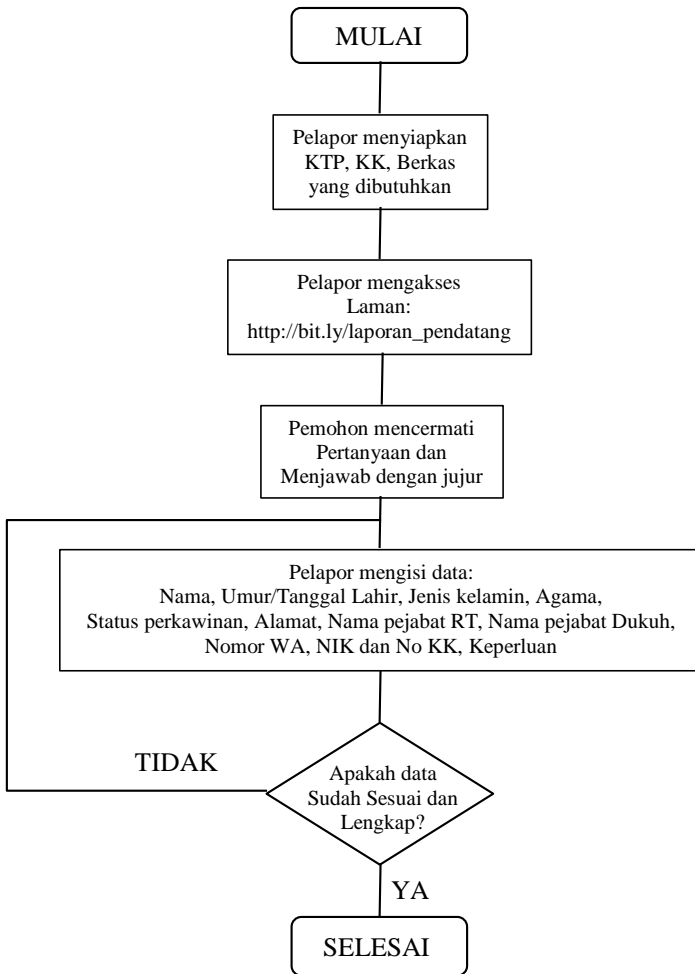 MULAI
Pelapor menyiapkan
KTP, KK, Berkas
yang dibutuhkan
Pelapor mengakses
Laman:
http://bit.ly/laporan_pendatang
Pemohon mencermati
Pertanyaan dan
Menjawab dengan jujur
Pelapor mengisi data:
Nama, Umur/Tanggal Lahir, Jenis kelamin, Agama,
Status perkawinan, Alamat, Nama pejabat RT, Nama pejabat Dukuh,
Nomor WA, NIK dan No KK, Keperluan
TIDAK
Apakah data
Sudah Sesuai dan
Lengkap?
YA
SELESAI